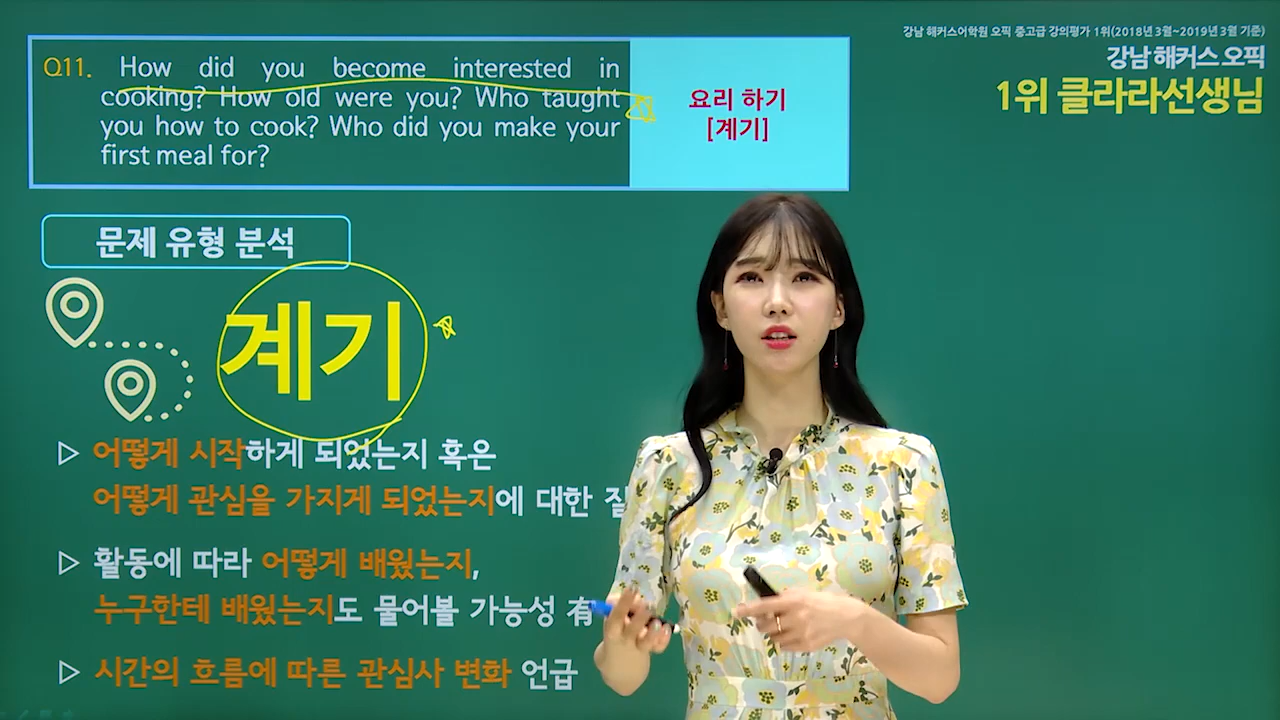 강남 해커스어학원 오픽 중고급 강의평가 1위(2018년 3월~2019년 3월 기준)
강남 해커스 오픽
1위 클라라선생님
Q11. How did you become interested in
cooking? How old were you? Who taught
you how to cook? Who did you make your
first meal for?
요리 하기
[계기]
문제 유형 분석
계기
▷ 어떻게 시작하게 되었는지 혹은
어떻게 관심을 가지게 되었는지에 대한
▷ 활동에 따라 어떻게 배웠는지,
누구한테 배웠는지도 물어볼 가능성 有
▷ 시간의 흐름에 따른 관심사 변화 언급